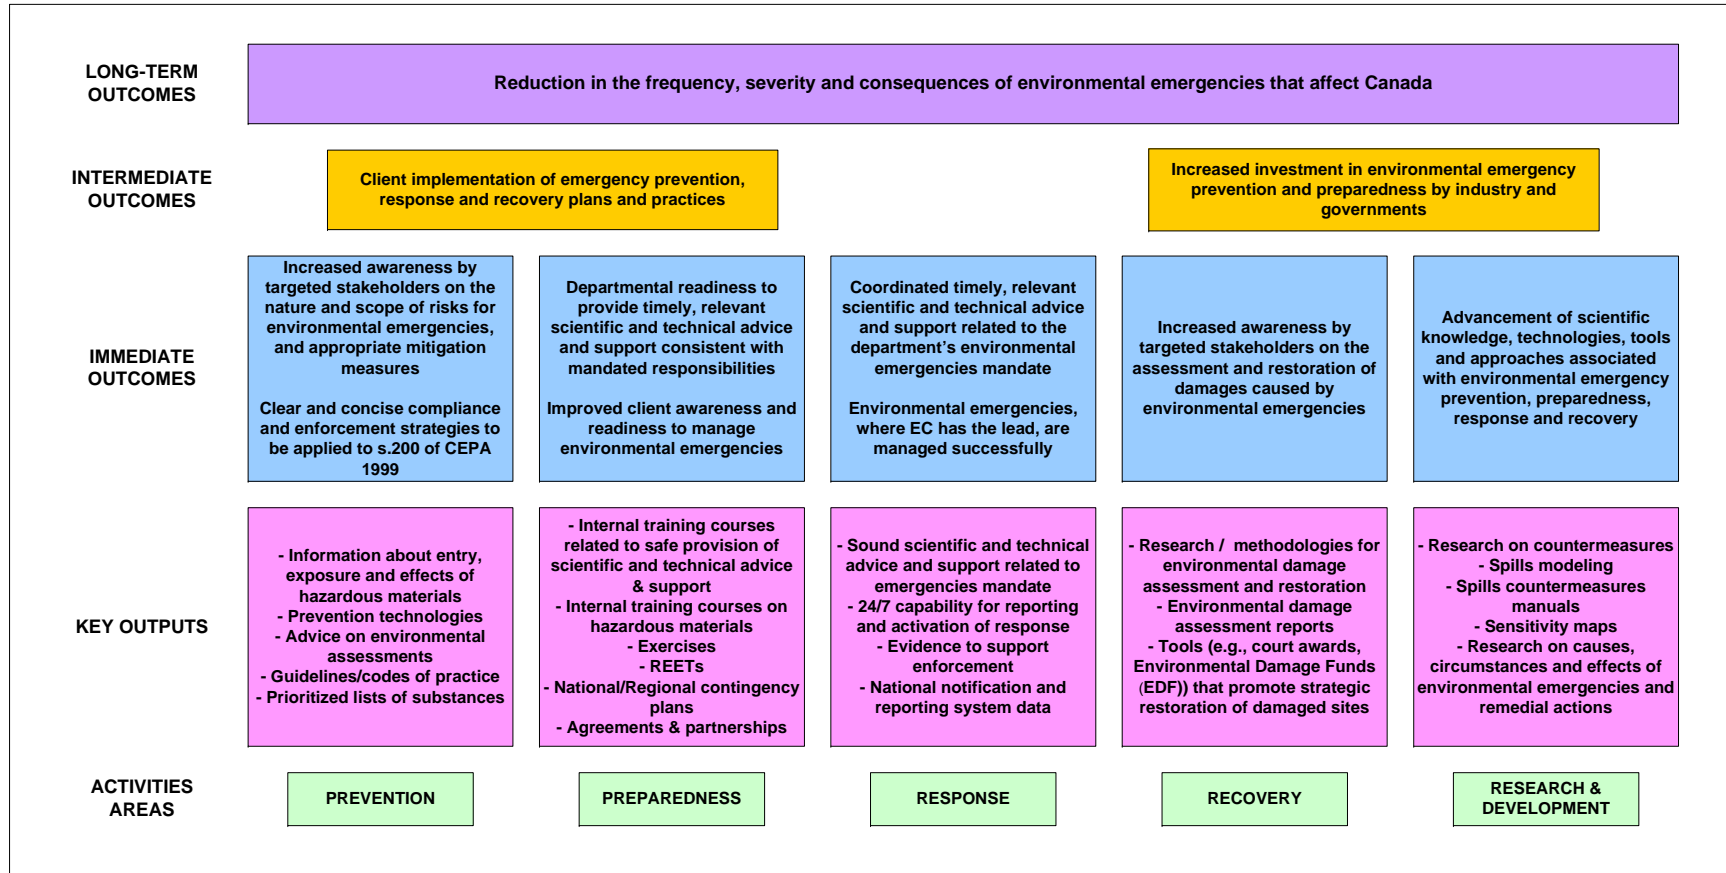 LONG-TERM
OUTCOMES
Reduction in the frequency, severity and consequences of environmental emergencies that affect Canada
INTERMEDIATE
OUTCOMES
Client implementation of emergency prevention,
response and recovery plans and practices
Increased investment in environmental emergency
prevention and preparedness by industry and
governments
IMMEDIATE
OUTCOMES
Increased awareness by
targeted stakeholders on the
nature and scope of risks for
environmental emergencies,
and appropriate mitigation
measures
Clear and concise compliance
and enforcement strategies to
be applied to s.200 of CEPA
1999
Departmental readiness to
provide timely, relevant
scientific and technical advice
and support consistent with
mandated responsibilities
Improved client awareness and
readiness to manage
environmental emergencies
Coordinated timely, relevant
scientific and technical advice
and support related to the
department's environmental
emergencies mandate
Environmental emergencies,
where EC has the lead, are
managed successfully
Increased awareness by
targeted stakeholders on the
assessment and restoration of
damages caused by
environmental emergencies
Advancement of scientific
knowledge, technologies, tools
and approaches associated
with environmental emergency
prevention, preparedness,
response and recovery
KEY OUTPUTS
- Information about entry,
exposure and effects of
hazardous materials
- Prevention technologies
- Advice on environmental
assessments
- Guidelines/codes of practice
- Prioritized lists of substances
- Internal training courses
related to safe provision of
scientific and technical advice
& support
- Internal training courses on
hazardous materials
- Exercises
- REETs
- National/Regional contingency
plans
- Agreements & partnerships
- Sound scientific and technical
advice and support related to
emergencies mandate
- 24/7 capability for reporting
and activation of response
- Evidence to support
enforcement
- National notification and
reporting system data
- Research / methodologies for
environmental damage
assessment and restoration
- Environmental damage
assessment reports
- Tools (e.g., court awards,
Environmental Damage Funds
(EDF)) that promote strategic
restoration of damaged sites
- Research on countermeasures
- Spills modeling
- Spills countermeasures
manuals
- Sensitivity maps
- Research on causes,
circumstances and effects of
environmental emergencies and
remedial actions
ACTIVITIES
AREAS
PREVENTION
PREPAREDNESS
RESPONSE
RECOVERY
RESEARCH &
DEVELOPMENT